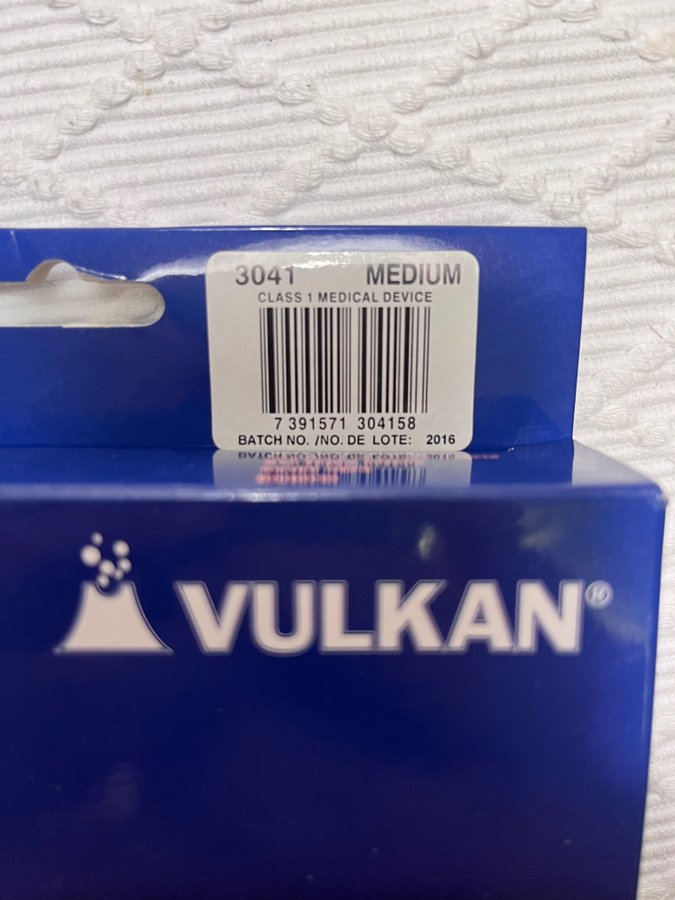 3041 MEDIUM
CLASS 1 MEDICAL DEVICE
7 391571 304158
BATCH NO. /NO. DE LOTE: 2016
VULKAN®